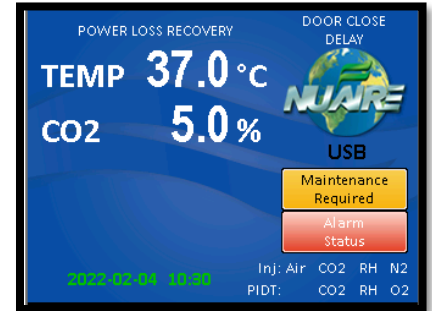 POWER LOSS RECOVERY
DOOR CLOSE
DELAY
TEMP 37.0 °C
NUAIRE
CO2 5.0 %
USB
Maintenance
Required
Alarm
Status
2022-02-04 10:30
Inj: Air CO2 RH N2
PIDT: CO2 RH O2